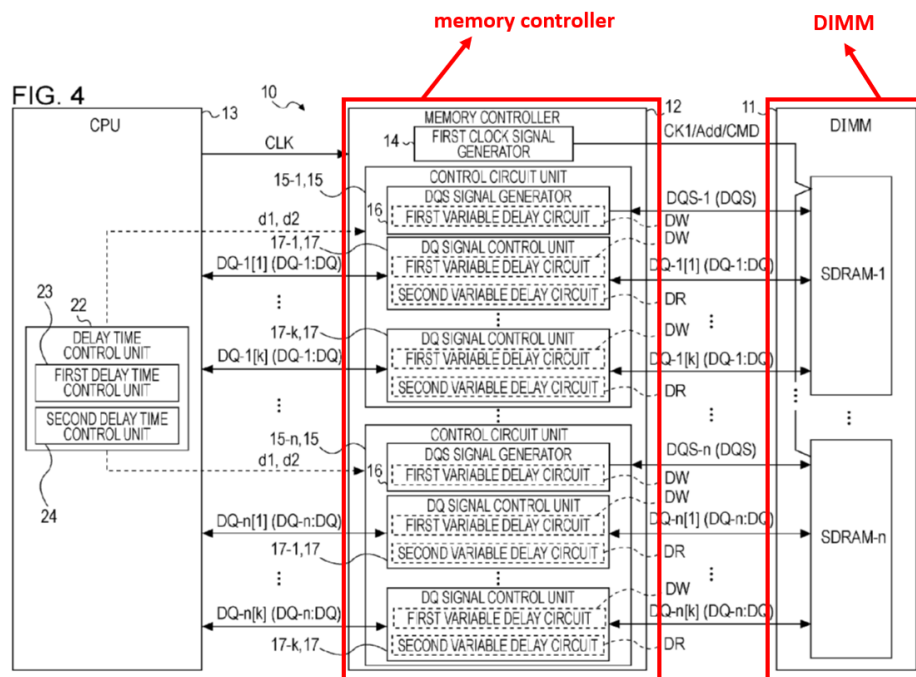 memory controller
DIMM
FIG. 4
10
13
12
11
CPU
MEMORY CONTROLLER
DIMM
CLK
14
FIRST CLOCK SIGNAL
GENERATOR
CK1/Add/CMD
15-1,15
CONTROL CIRCUIT UNIT
DQS SIGNAL GENERATOR
16
FIRST VARIABLE DELAY CIRCUIT
DQS-1 (DQS)
DW
d1, d2
17-1,17
DQ SIGNAL CONTROL UNIT
DW
DQ-1[1] (DQ-1:DQ)
FIRST VARIABLE DELAY CIRCUIT
DQ-1[1] (DQ-1:DQ)
SDRAM-1
SECOND VARIABLE DELAY CIRCUIT
DR
22
23
17-k,17
DQ SIGNAL CONTROL UNIT
DW
DELAY TIME
CONTROL UNIT
FIRST VARIABLE DELAY CIRCUIT
DQ-1[k] (DQ-1:DQ)
DQ-1[k] (DQ-1:DQ)
FIRST DELAY TIME
CONTROL UNIT
SECOND VARIABLE DELAY CIRCUIT
DR
SECOND DELAY TIME
CONTROL UNIT
15-n,15
CONTROL CIRCUIT UNIT
DQS SIGNAL GENERATOR
DQS-n (DQS)
d1, d2
16
FIRST VARIABLE DELAY CIRCUIT
DW
24
DQ SIGNAL CONTROL UNIT
DW
DQ-n[1] (DQ-n:DQ)
FIRST VARIABLE DELAY CIRCUIT
DQ-n[1] (DQ-n:DQ)
SDRAM-n
17-1,17
SECOND VARIABLE DELAY CIRCUIT
DR
DQ SIGNAL CONTROL UNIT
DW
DQ-n[k] (DQ-n:DQ)
FIRST VARIABLE DELAY CIRCUIT
DQ-n[k] (DQ-n:DQ)
17-k,17
SECOND VARIABLE DELAY CIRCUIT
DR